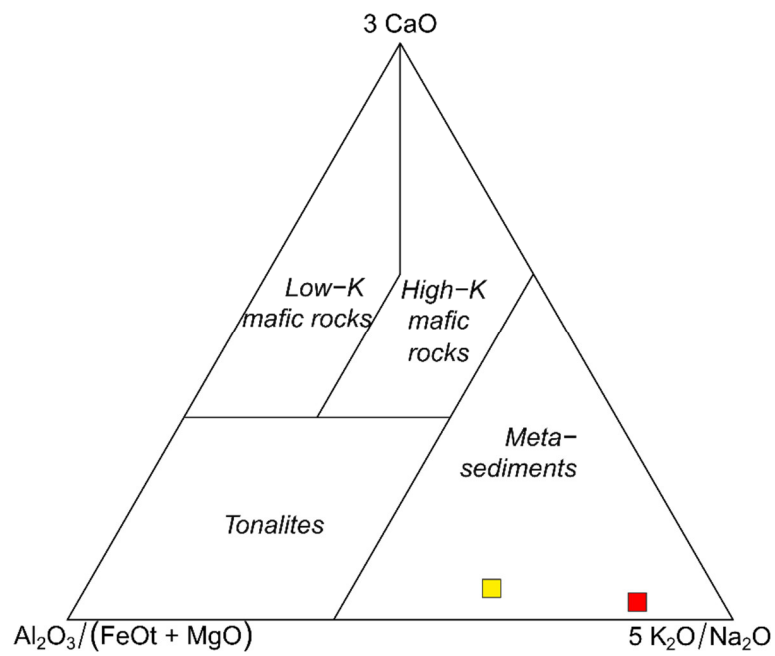 3 CaO
Low−K
mafic rocks
High−K
mafic
rocks
Meta−
sediments
Tonalites
Al₂O₃/(FeOt + MgO)
5 K₂O/Na₂O